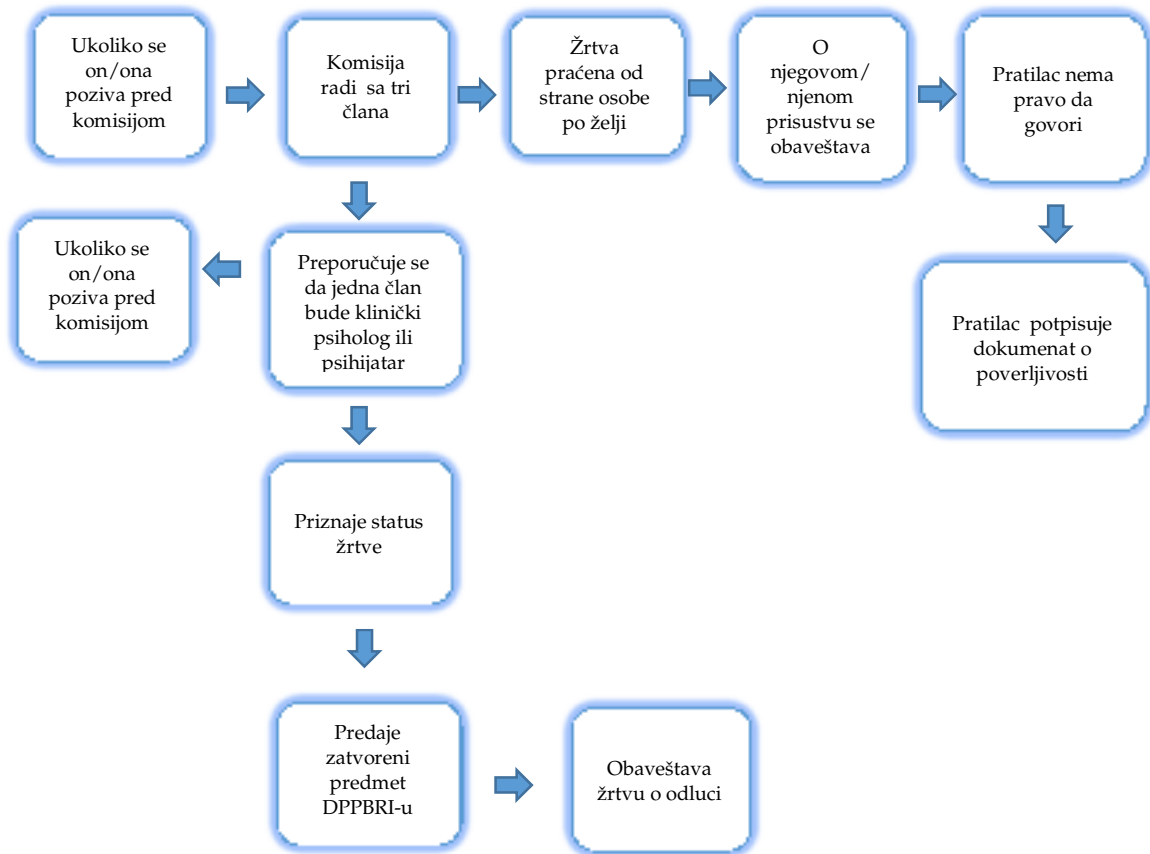 Ukoliko se
on/ona
poziva pred
komisijom
Komisija
radi sa tri
člana
Žrtva
praćena od
strane osobe
po želji
O
njegovom/
njenom
prisustvu se
obaveštava
Pratilac nema
pravo da
govori
Ukoliko se
on/ona
poziva pred
komisijom
Preporučuje se
da jedna član
bude klinički
psiholog ili
psihijatar
Pratilac potpisuje
dokumenat o
poverljivosti
Priznaje status
žrtve
Predaje
zatvoreni
predmet
DPPBRI-u
Obaveštava
žrtvu o odluci